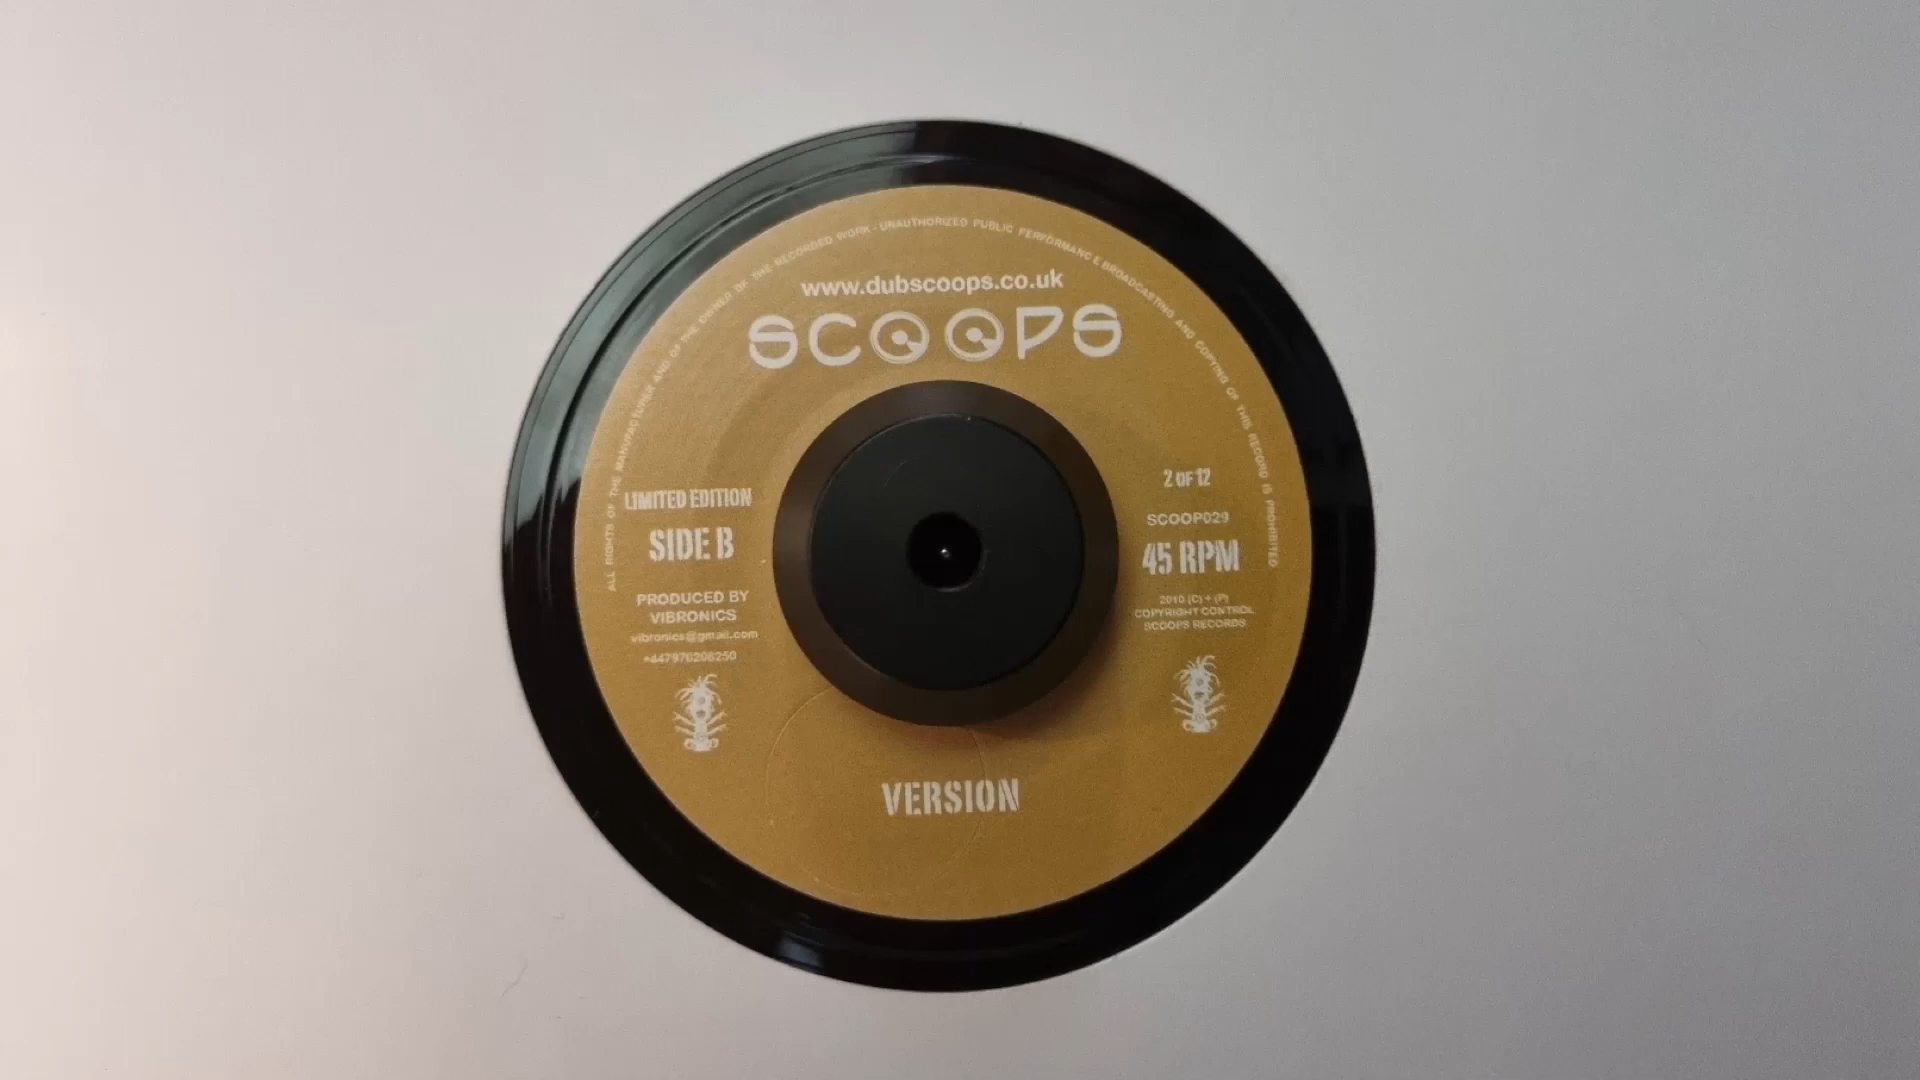 ALL RIGHTS OF THE MANUFACTURER AND OF THE OWNER OF THE RECORDED WORK - UNAUTHORIZED PUBLIC PERFORMANCE BROADCASTING AND COPYING OF THIS RECORD IS PROHIBITED.
www.dubscoops.co.uk
SCOOPS
LIMITED EDITION
SIDE B
PRODUCED BY
VIBRONICS
vibronics@gmail.com
+447976206250
2 OF 12
SCOOP029
45 RPM
2010 (C) + (P)
COPYRIGHT CONTROL
SCOOPS RECORDS
VERSION